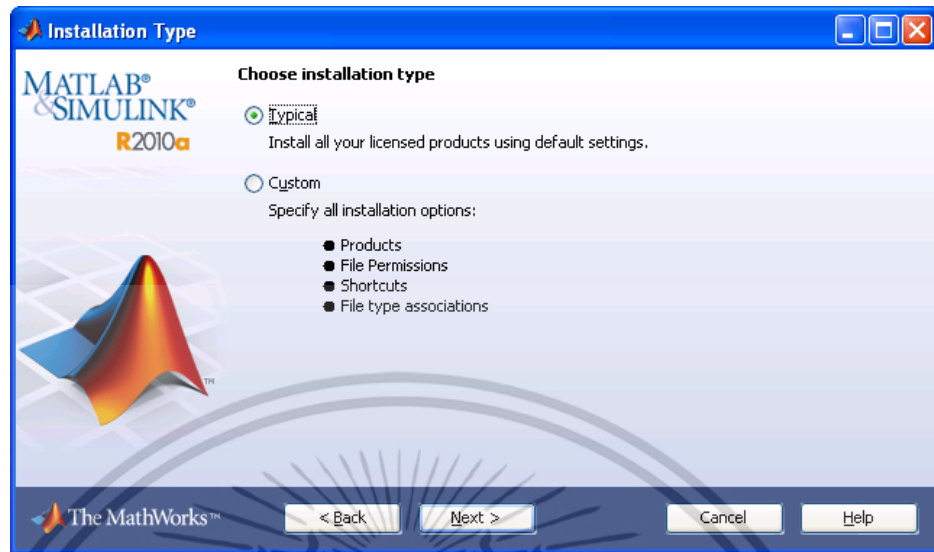 Installation Type
MATLAB®
&SIMULINK®
R2010a
Choose installation type
Typical
Install all your licensed products using default settings.
Custom
Specify all installation options:
● Products
● File Permissions
● Shortcuts
● File type associations
TM
The MathWorks™
< Back
Next >
Cancel
Help